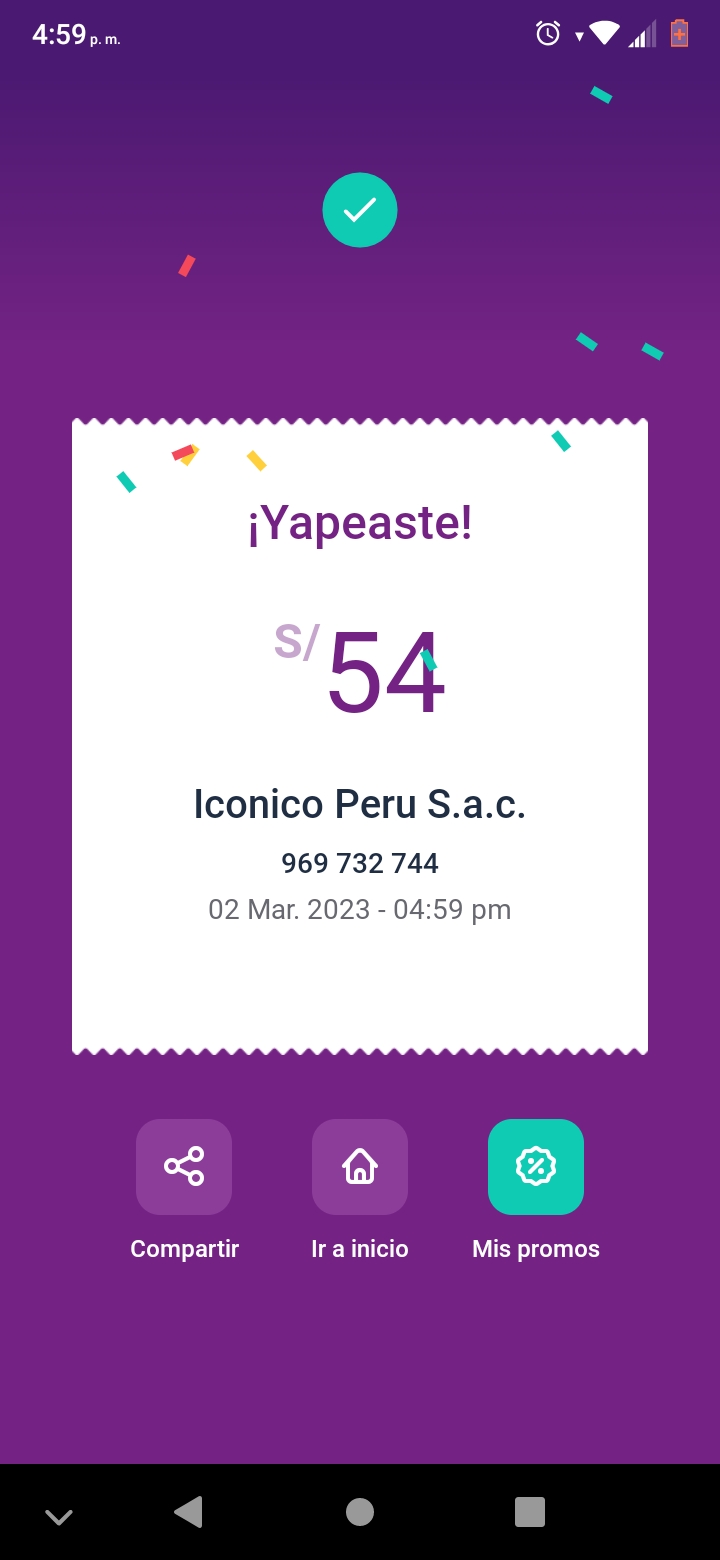 4:59 p. m.
¡Yapeaste!
S/ 54
Iconico Peru S.a.c.
969 732 744
02 Mar. 2023 - 04:59 pm
Compartir
Ir a inicio
Mis promos